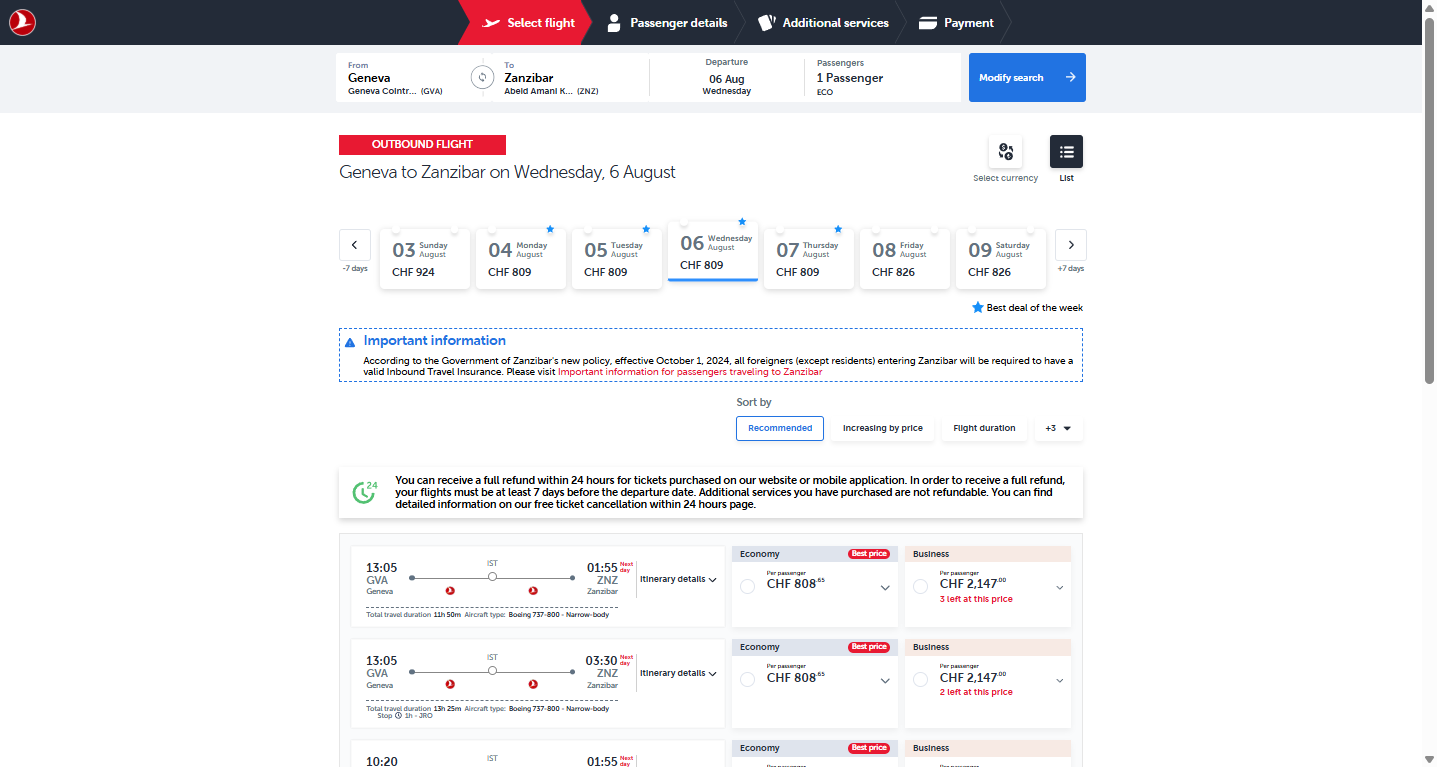 Select flight
Passenger details
Additional services
Payment
From
Geneva
Geneva Cointr... (GVA)
To
Zanzibar
Abeid Amani K... (ZNZ)
Departure
06 Aug
Wednesday
Passengers
1 Passenger
ECO
Modify search
OUTBOUND FLIGHT
Geneva to Zanzibar on Wednesday, 6 August
Select currency
List
-7 days
03 Sunday August
CHF 924
04 Monday August
CHF 809
05 Tuesday August
CHF 809
06 Wednesday August
CHF 809
07 Thursday August
CHF 809
08 Friday August
CHF 826
09 Saturday August
CHF 826
+7 days
Best deal of the week
Important information
According to the Government of Zanzibar's new policy, effective October 1, 2024, all foreigners (except residents) entering Zanzibar will be required to have a
valid Inbound Travel Insurance. Please visit Important information for passengers traveling to Zanzibar
Sort by
Recommended
Increasing by price
Flight duration
+3
24
You can receive a full refund within 24 hours for tickets purchased on our website or mobile application. In order to receive a full refund,
your flights must be at least 7 days before the departure date. Additional services you have purchased are not refundable. You can find
detailed information on our free ticket cancellation within 24 hours page.
13:05
GVA
Geneva
IST
01:55 Next day
ZNZ
Zanzibar
Itinerary details
Total travel duration 11h 50m Aircraft type: Boeing 737-800 - Narrow-body
Economy
Best price
Per passenger
CHF 808.65
Business
Per passenger
CHF 2,147.00
3 left at this price
13:05
GVA
Geneva
IST
03:30 Next day
ZNZ
Zanzibar
Itinerary details
Total travel duration 13h 25m Aircraft type: Boeing 737-800 - Narrow-body
Stop 1h - JRO
Economy
Best price
Per passenger
CHF 808.65
Business
Per passenger
CHF 2,147.00
2 left at this price
10:20
IST
01:55 Next day
Economy
Best price
Per passenger
Business
Per passenger